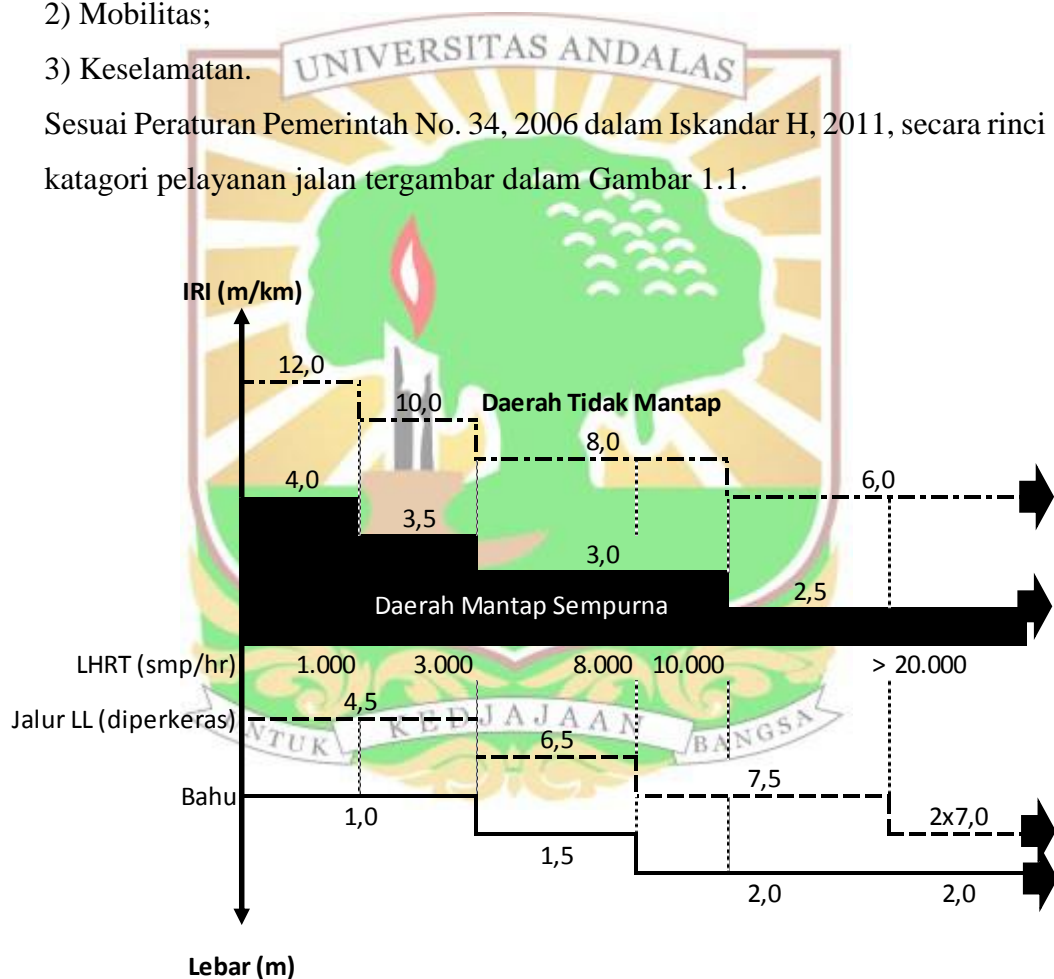 2) Mobilitas;
UNIVERSITAS ANDALAS
3) Keselamatan.
Sesuai Peraturan Pemerintah No. 34, 2006 dalam Iskandar H, 2011, secara rinci
katagori pelayanan jalan tergambar dalam Gambar 1.1.
IRI (m/km)
12,0
10,0 Daerah Tidak Mantap
8,0
4,0 6,0
3,5
3,0
2,5
Daerah Mantap Sempurna
LHRT (smp/hr) 1.000 3.000 8.000 10.000 > 20.000
4,5
Jalur LL (diperkeras)
UNTUK KEDJAJAAN BANGSA
6,5
7,5
Bahu
1,0 2x7,0
1,5
2,0 2,0
Lebar (m)